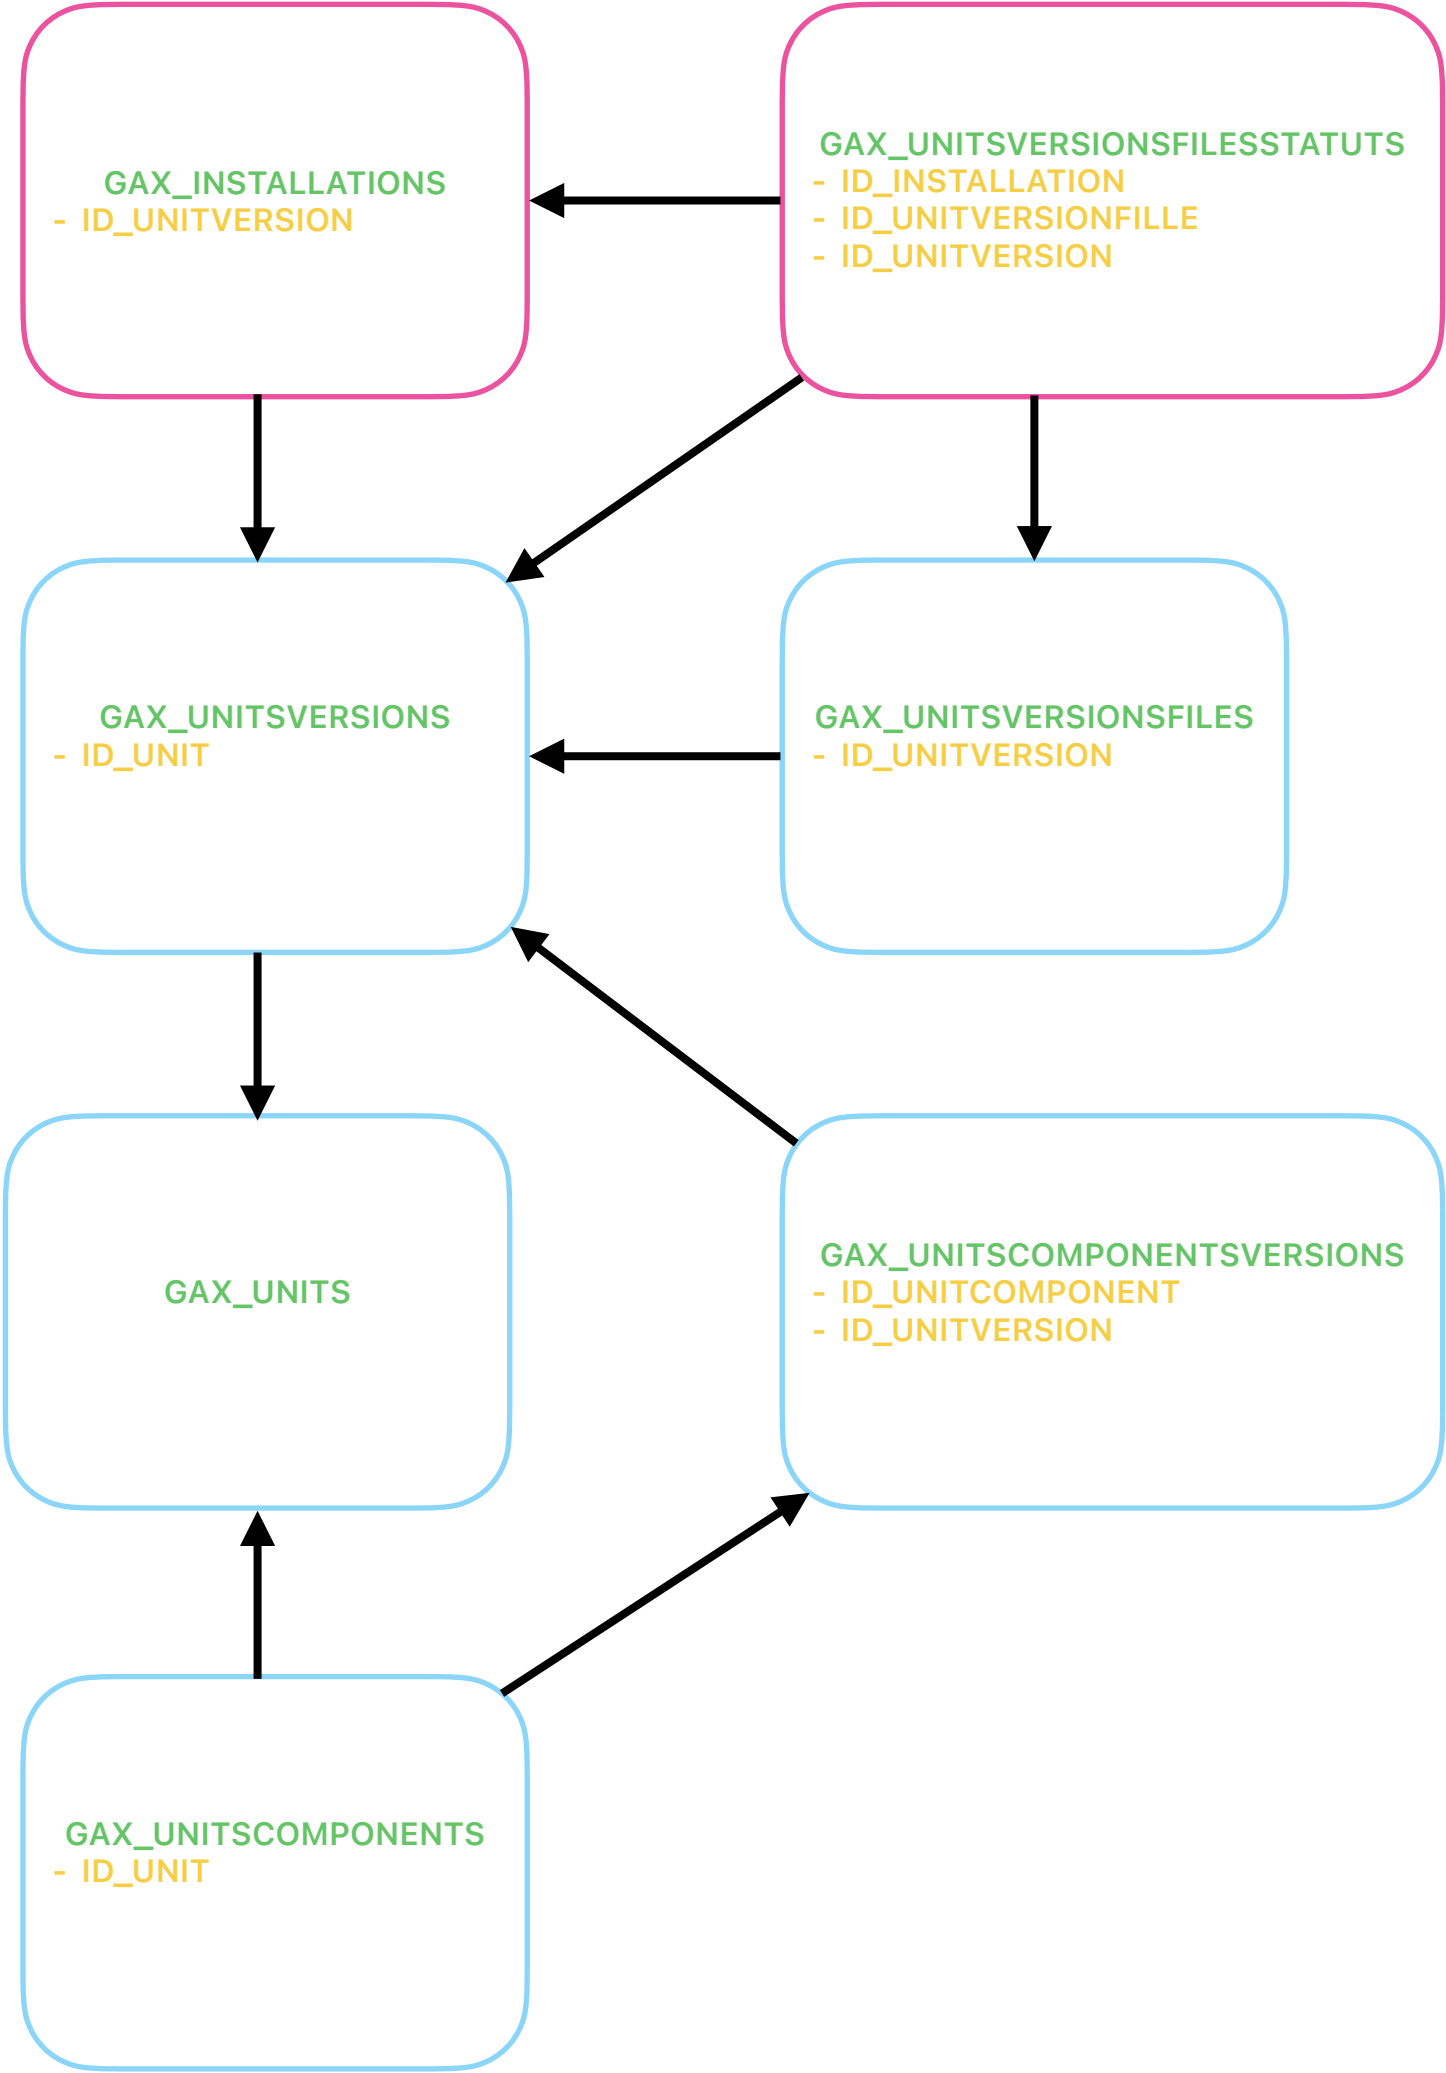 GAX_INSTALLATIONS
- ID_UNITVERSION
GAX_UNITSVERSIONSFILESSTATUTS
- ID_INSTALLATION
- ID_UNITVERSIONFILLE
- ID_UNITVERSION
GAX_UNITSVERSIONS
- ID_UNIT
GAX_UNITSVERSIONSFILES
- ID_UNITVERSION
GAX_UNITS
GAX_UNITSCOMPONENTSVERSIONS
- ID_UNITCOMPONENT
- ID_UNITVERSION
GAX_UNITSCOMPONENTS
- ID_UNIT